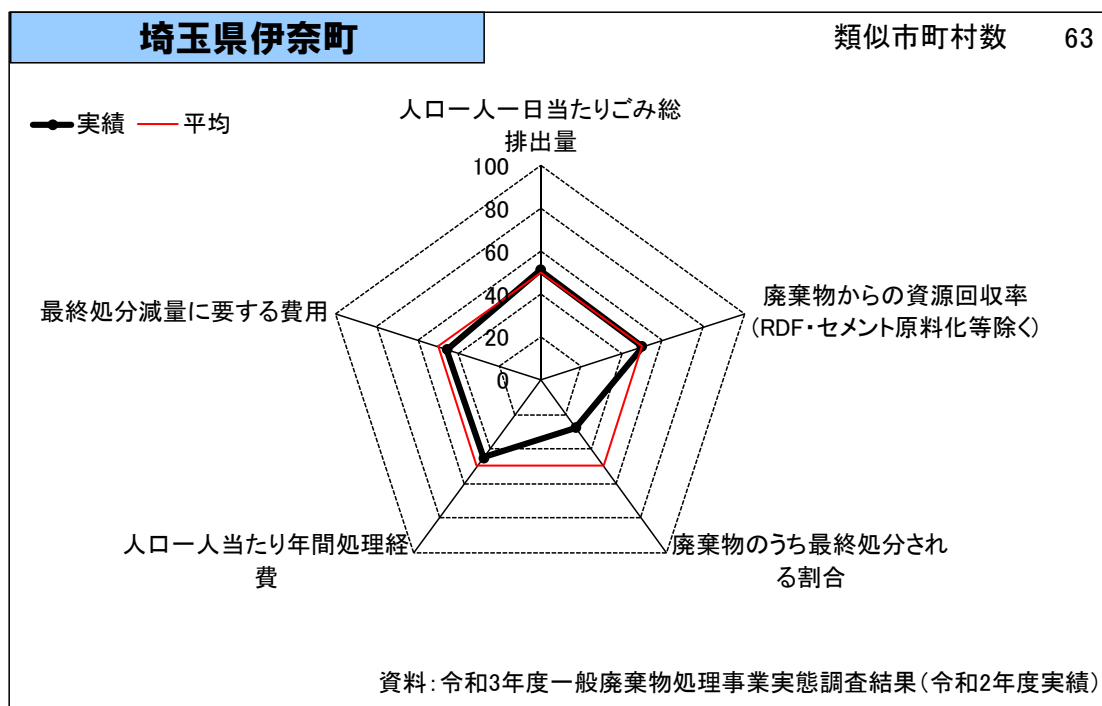 埼玉県伊奈町
類似市町村数 63
実績 平均
人口一人一日当たりごみ総
排出量
100
80
60
40
20
0
廃棄物からの資源回収率
(RDF・セメント原料化等除く)
最終処分減量に要する費用
人口一人当たり年間処理経
費
廃棄物のうち最終処分され
る割合
資料：令和3年度一般廃棄物処理事業実態調査結果（令和2年度実績）